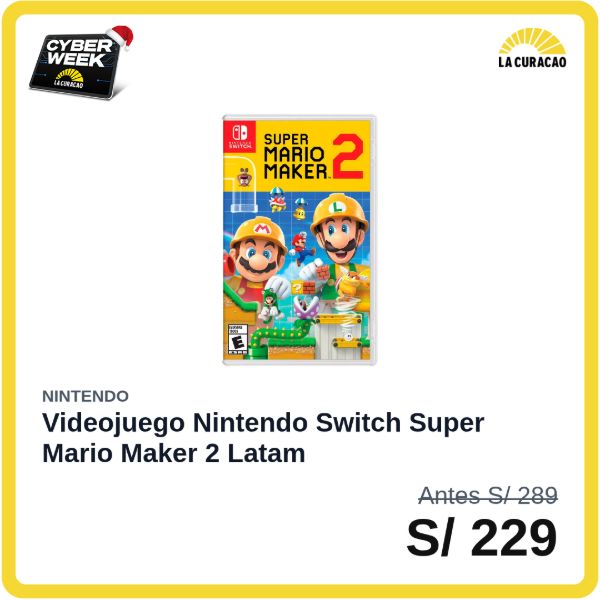 CYBER
WEEK
LA CURACAO
LA CURACAO
NINTENDO
SWITCH
SUPER
MARIO
MAKER 2
M
L
E
NINTENDO
Videojuego Nintendo Switch Super
Mario Maker 2 Latam
Antes S/ 289
S/ 229